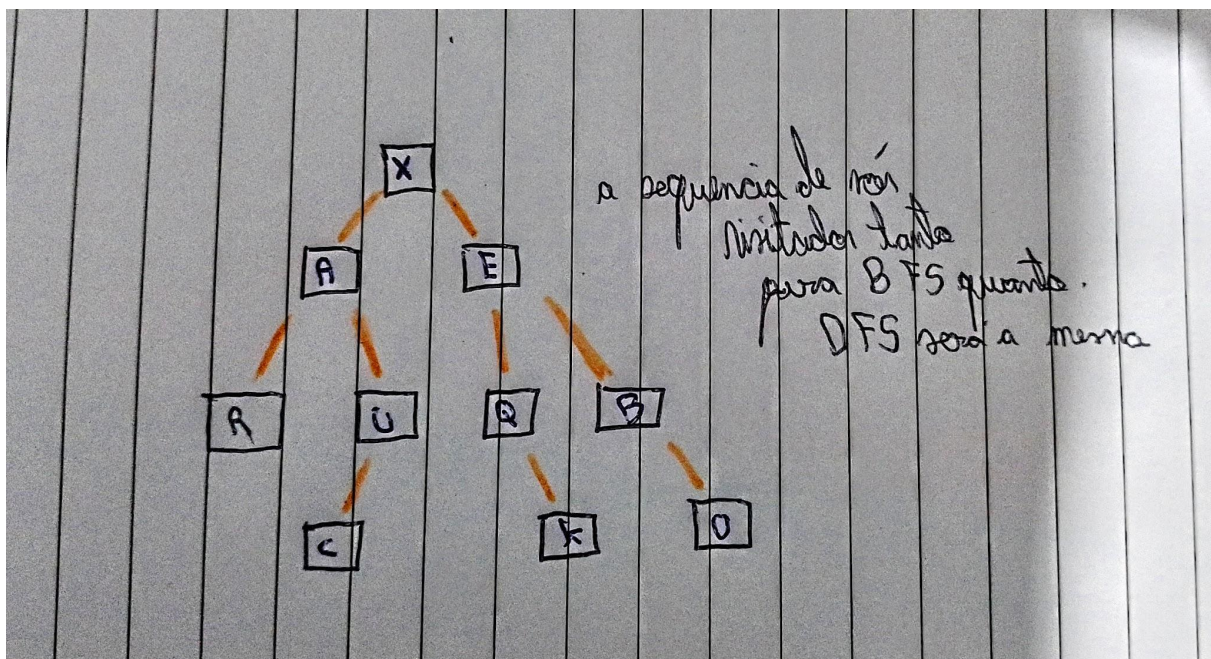 X
A E
R U Q B
C K O
a sequencia de nós
visitados tanto
para BFS quanto.
DFS será a mesma